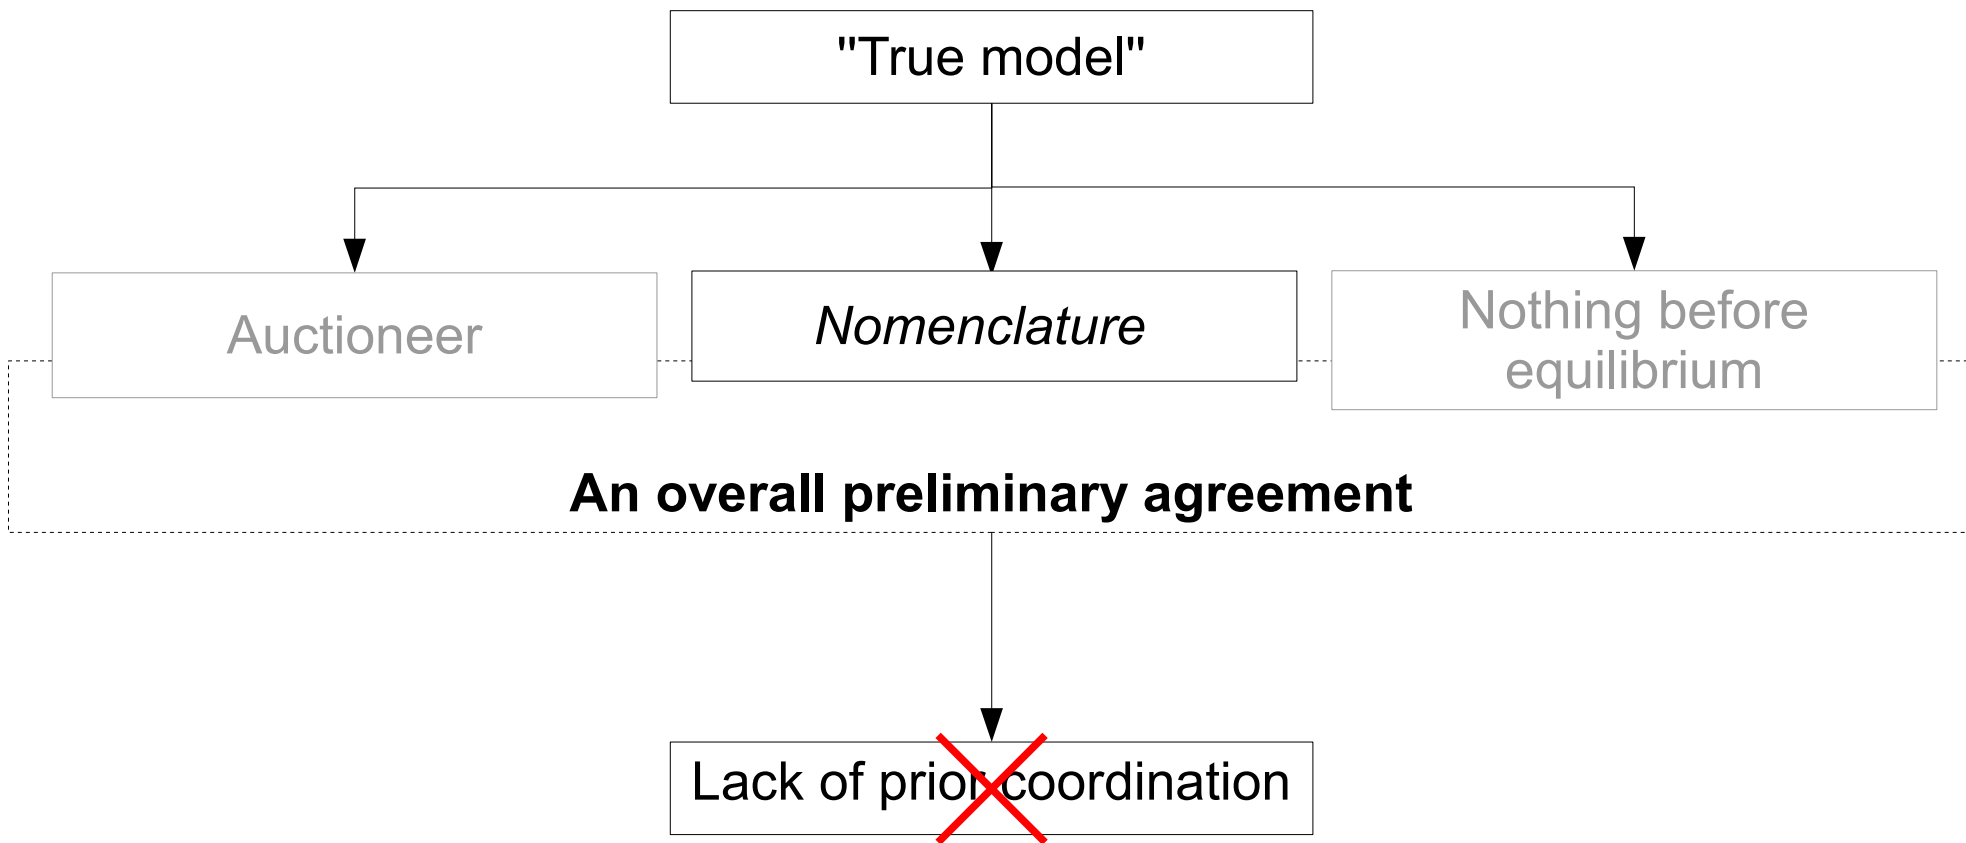 "True model"
Auctioneer
Nomenclature
Nothing before
equilibrium
An overall preliminary agreement
Lack of prior coordination